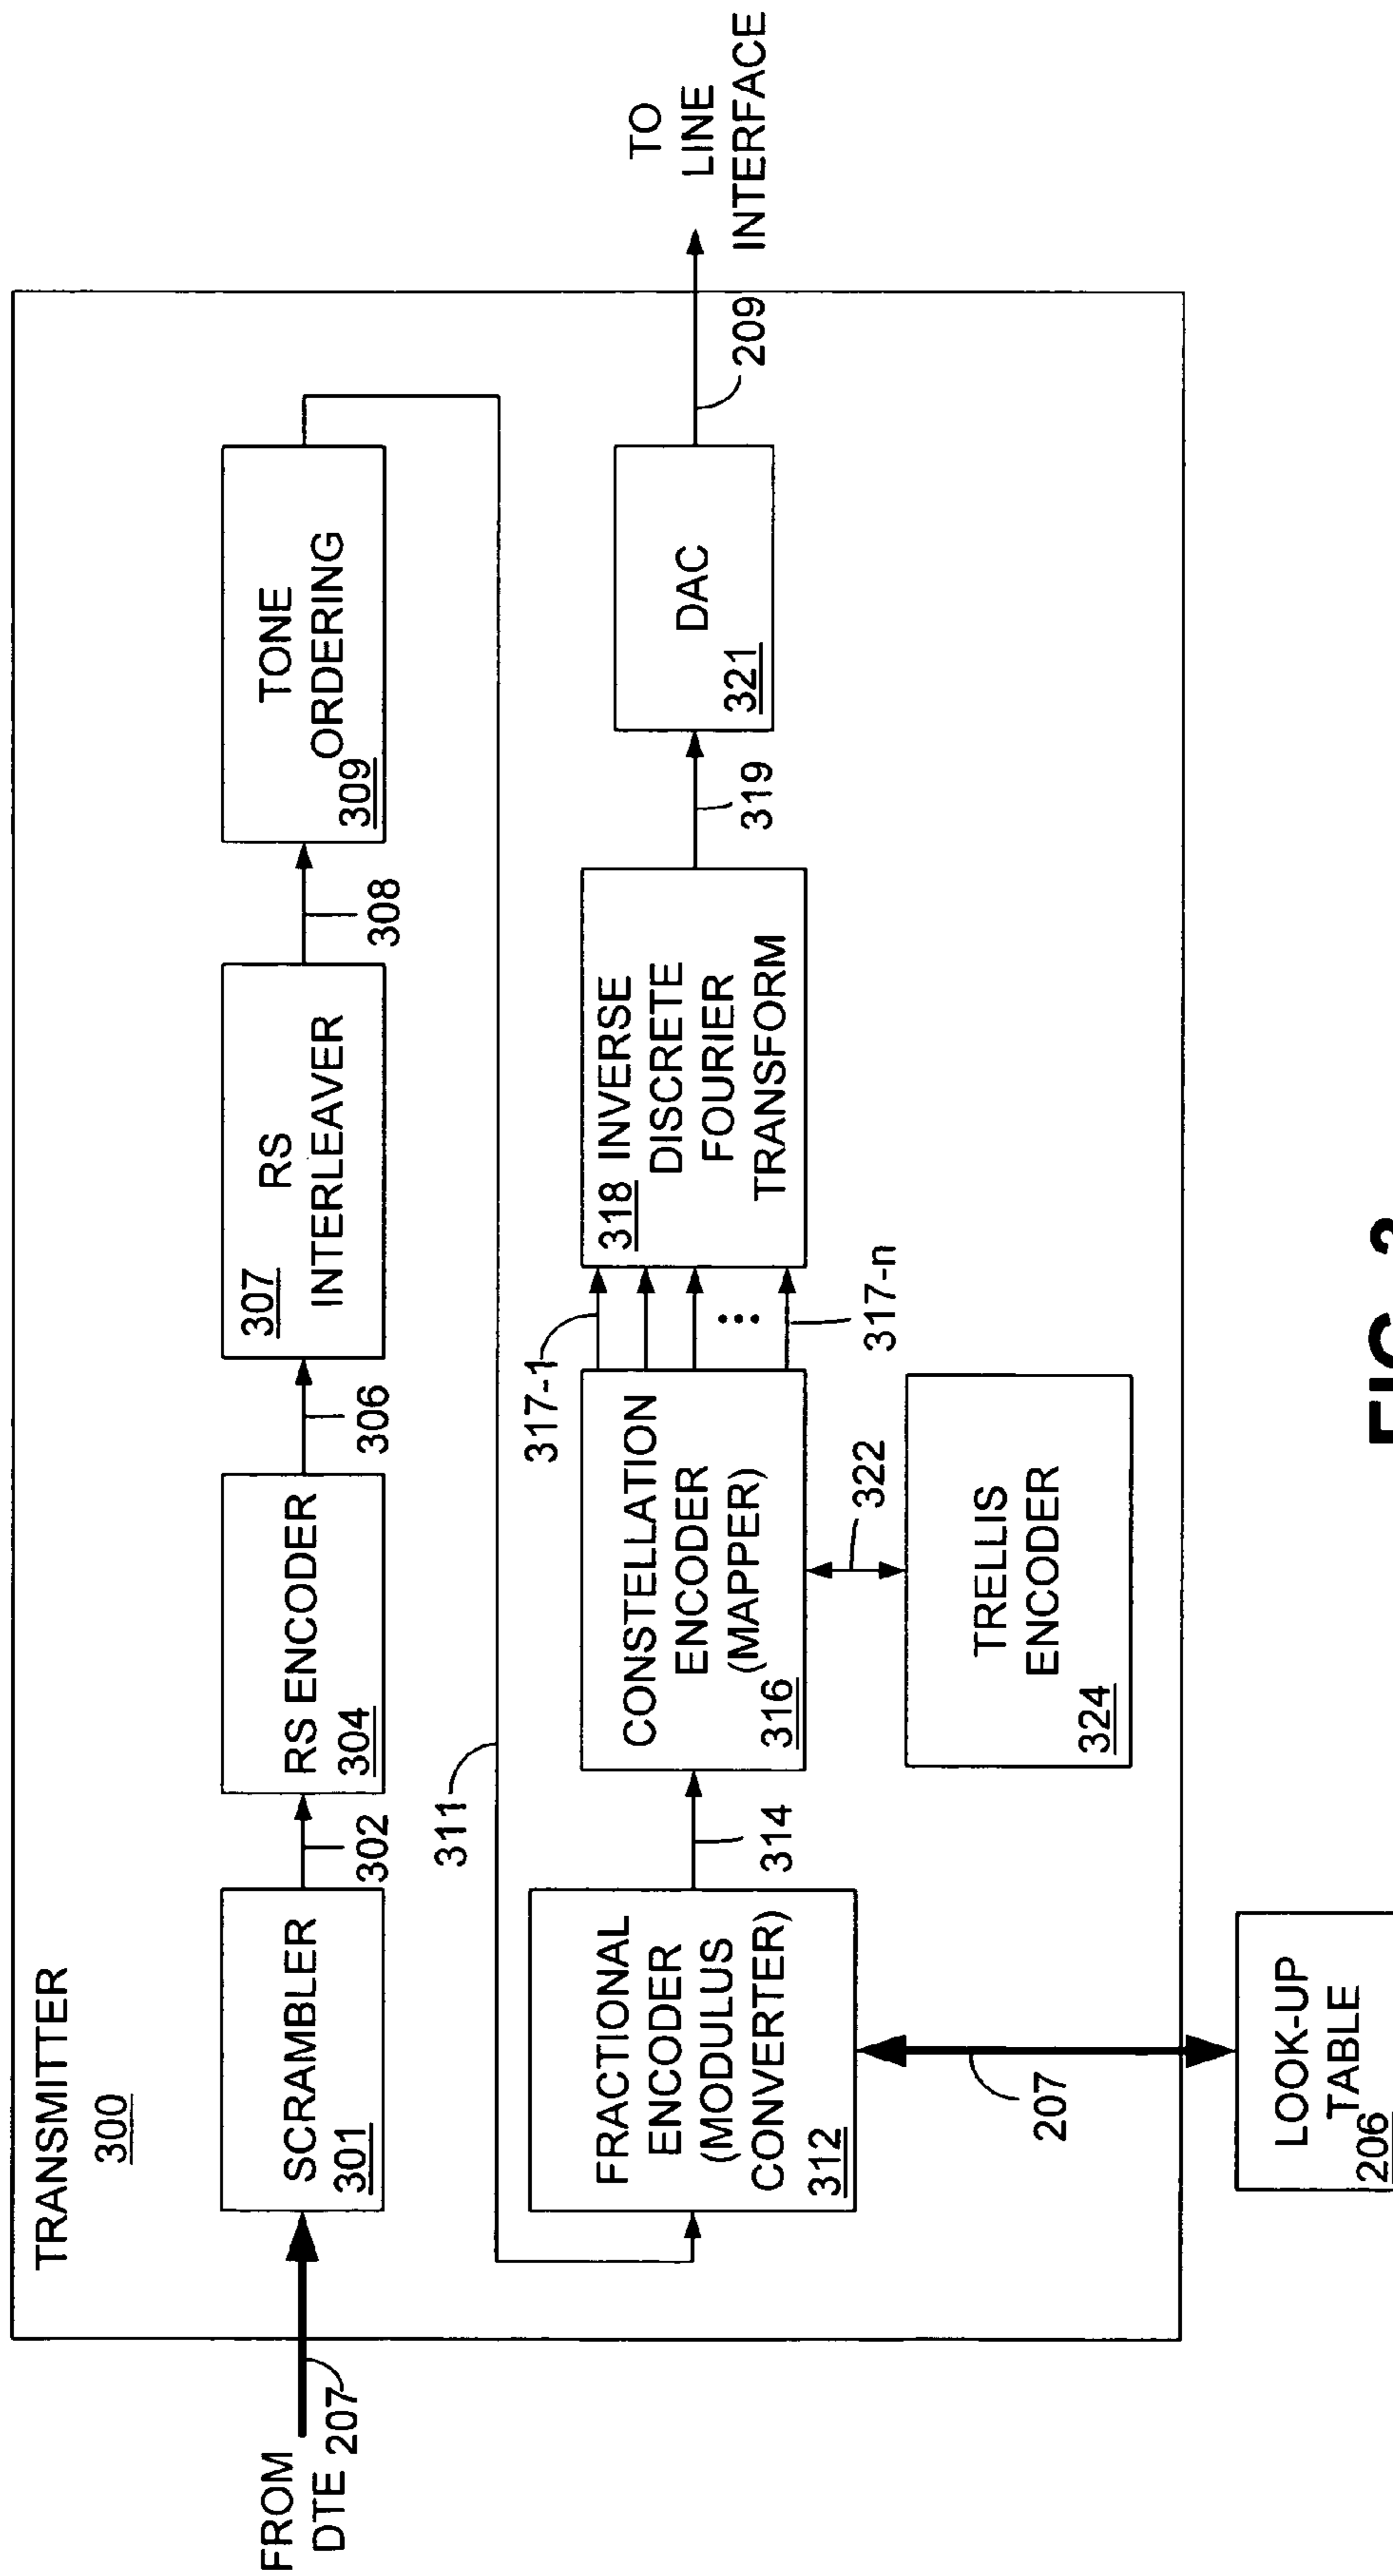 TRANSMITTER
300
FROM
DTE 207
SCRAMBLER
301
302
RS ENCODER
304
306
RS
307
INTERLEAVER
308
TONE
ORDERING
309
311
FRACTIONAL
ENCODER
(MODULUS
CONVERTER)
312
314
CONSTELLATION
ENCODER
(MAPPER)
316
317-1
317-n
318 INVERSE
DISCRETE
FOURIER
TRANSFORM
319
DAC
321
209
TO
LINE
INTERFACE
322
TRELLIS
ENCODER
324
207
LOOK-UP
TABLE
206